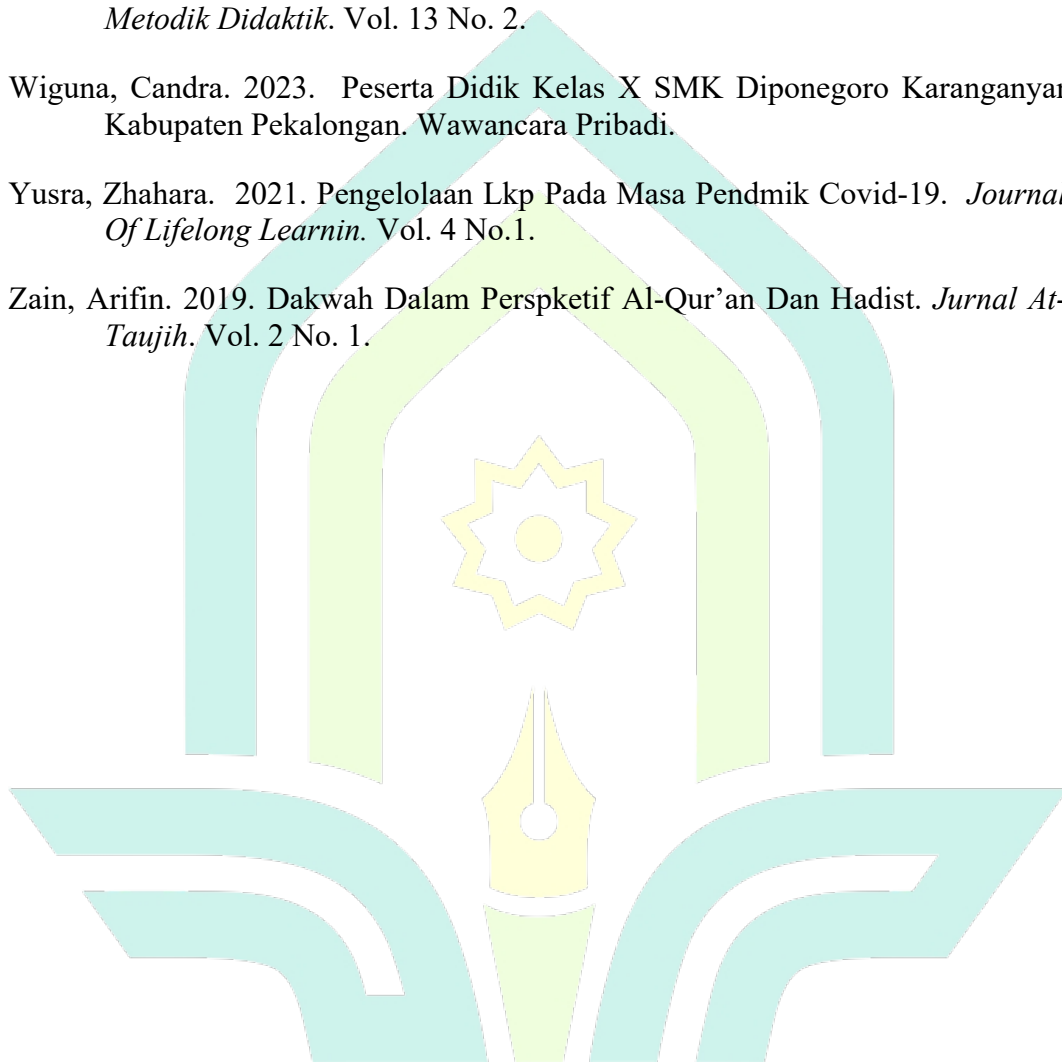 Metodik Didaktik. Vol. 13 No. 2.
Wiguna, Candra. 2023. Peserta Didik Kelas X SMK Diponegoro Karanganyar
Kabupaten Pekalongan. Wawancara Pribadi.
Yusra, Zhahara. 2021. Pengelolaan Lkp Pada Masa Pendmik Covid-19. Journal
Of Lifelong Learnin. Vol. 4 No.1.
Zain, Arifin. 2019. Dakwah Dalam Perspketif Al-Qur’an Dan Hadist. Jurnal At-
Taujih. Vol. 2 No. 1.